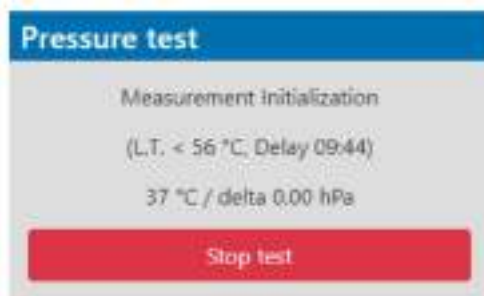 Pressure test
Measurement Initialization
(L.T. < 56 °C, Delay 09:44)
37 °C / delta 0.00 hPa
Stop test